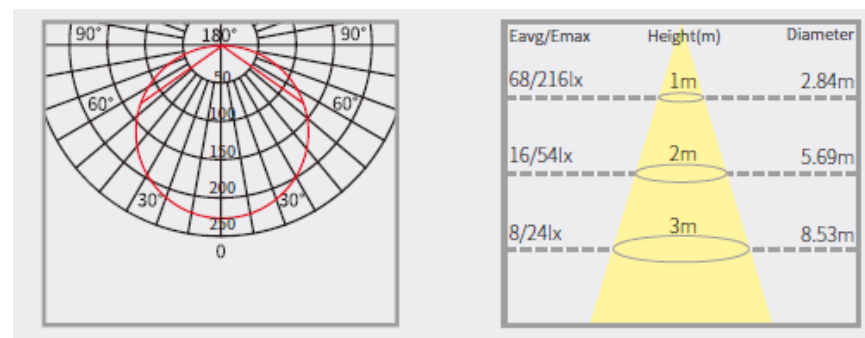 90° 180° 90°
50
60° 100 60°
150
30° 200 30°
250
0
Eavg/Emax Height(m) Diameter
68/216lx 1m 2.84m
16/54lx 2m 5.69m
8/24lx 3m 8.53m